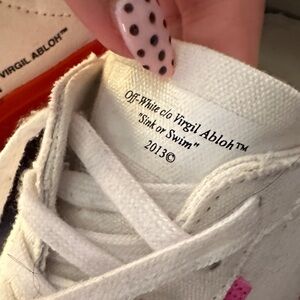 VIRGIL ABLOH™
Off-White c/o Virgil Abloh™
"Sink or Swim"
2013©